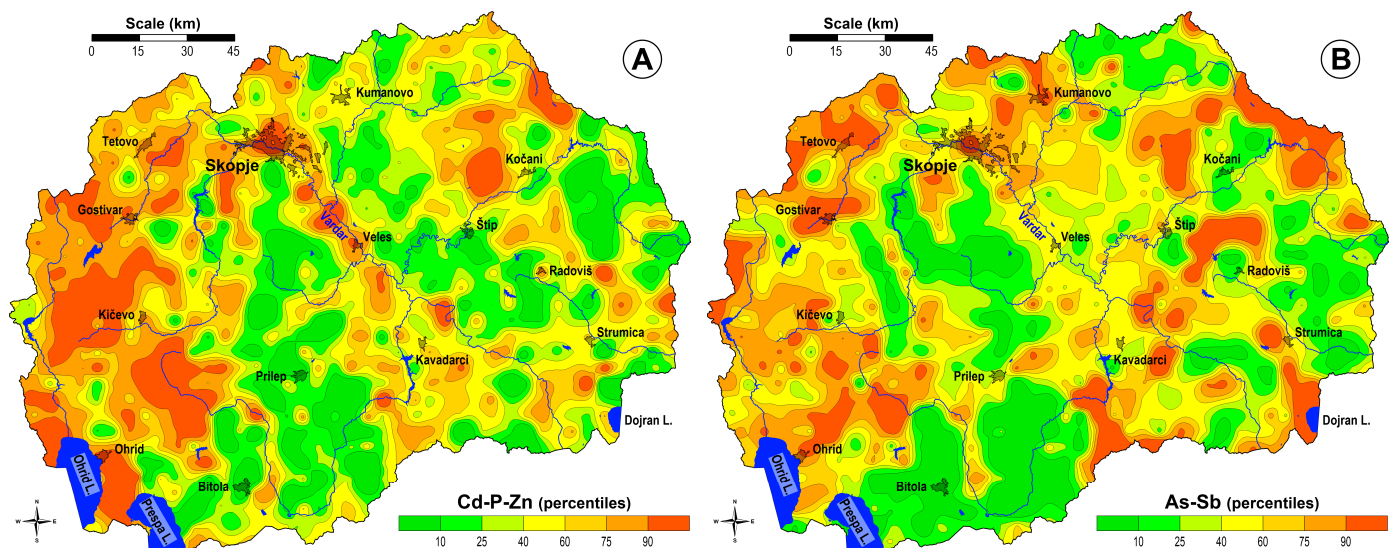 Scale (km)
0 15 30 45
A
Kumanovo
Tetovo
Skopje
Kočani
Gostivar
Vardar
Veles
Štip
Radoviš
Kičevo
Strumica
Kavadarci
Prilep
Dojran L.
Ohrid
Ohrid L.
Bitola
Prespa L.
N
W E
S
Cd-P-Zn (percentiles)
10 25 40 60 75 90
Scale (km)
0 15 30 45
B
Kumanovo
Tetovo
Skopje
Kočani
Gostivar
Vardar
Veles
Štip
Radoviš
Kičevo
Strumica
Kavadarci
Prilep
Dojran L.
Ohrid
Ohrid L.
Bitola
Prespa L.
N
W E
S
As-Sb (percentiles)
10 25 40 60 75 90